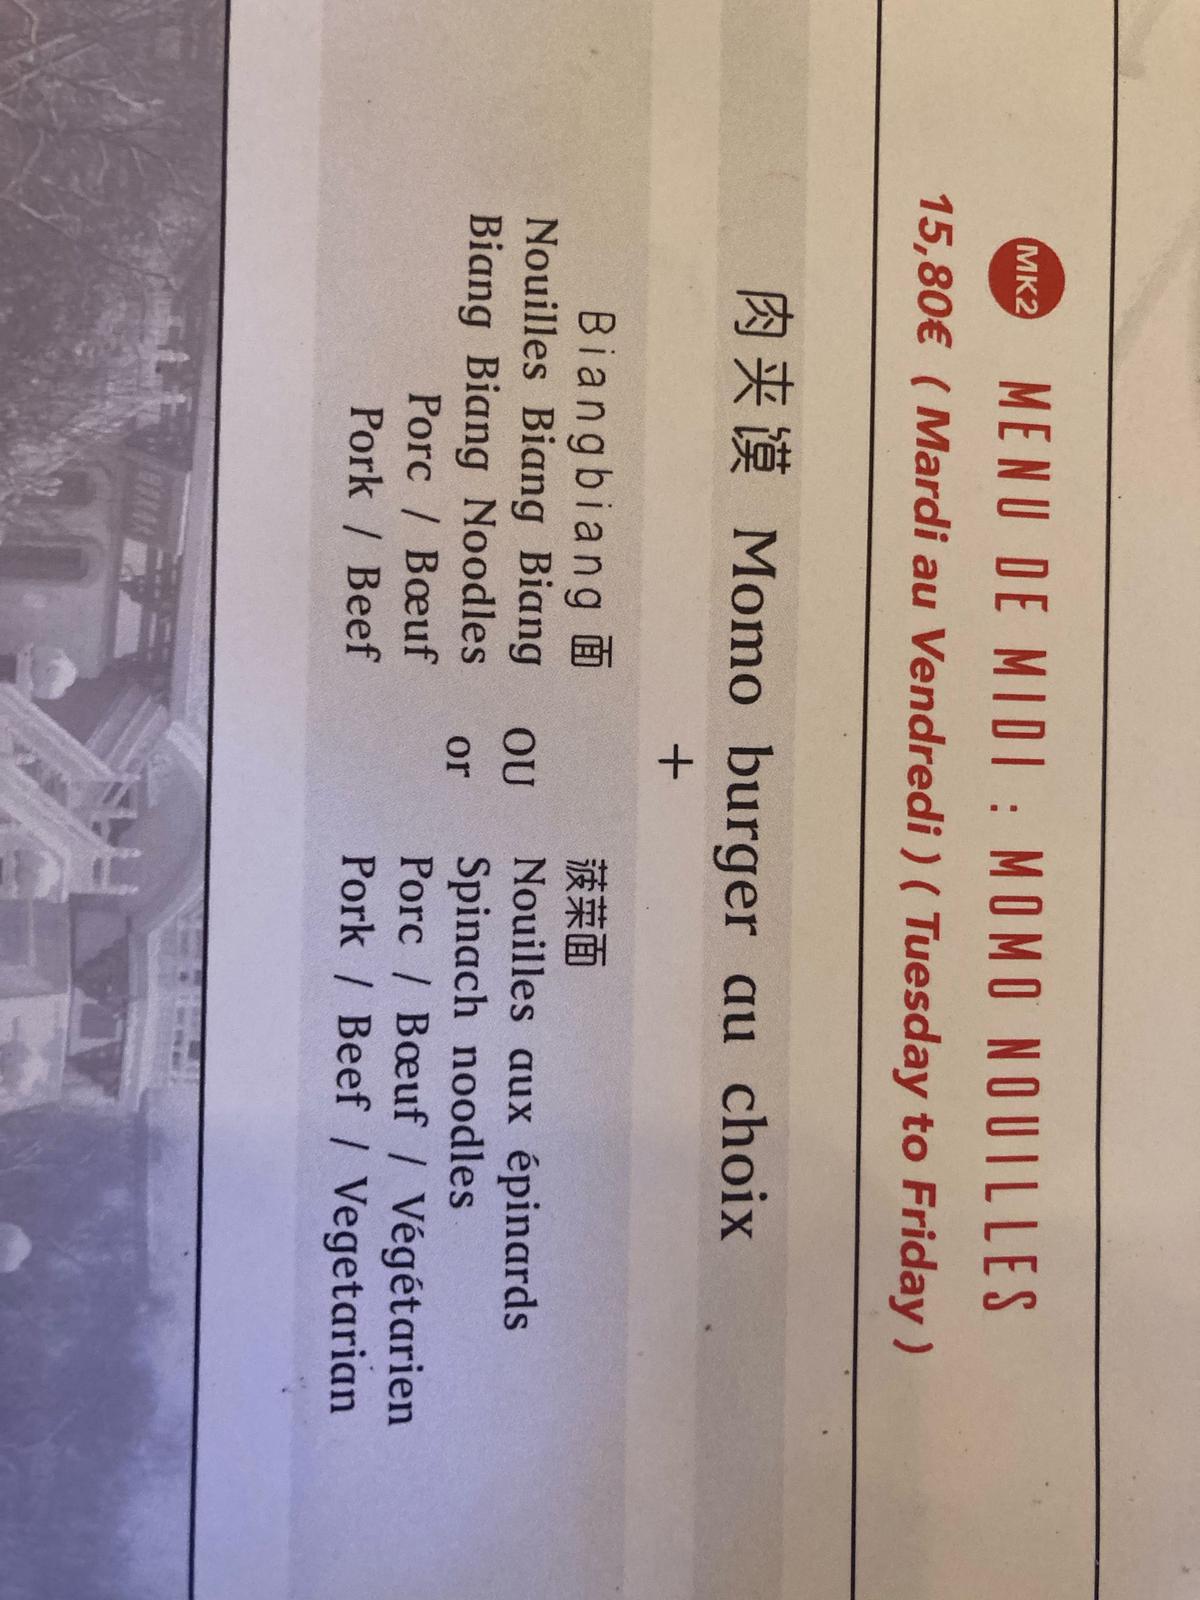 MK2 MENU DE MIDI : MOMO NOUILLES
15,80€ ( Mardi au Vendredi ) ( Tuesday to Friday )
肉夹馍 Momo burger au choix
+
Biangbiang 面
Nouilles Biang Biang
Biang Biang Noodles
Porc / Bœuf
Pork / Beef
OU
or
菠菜面
Nouilles aux épinards
Spinach noodles
Porc / Bœuf / Végétarien
Pork / Beef / Vegetarian